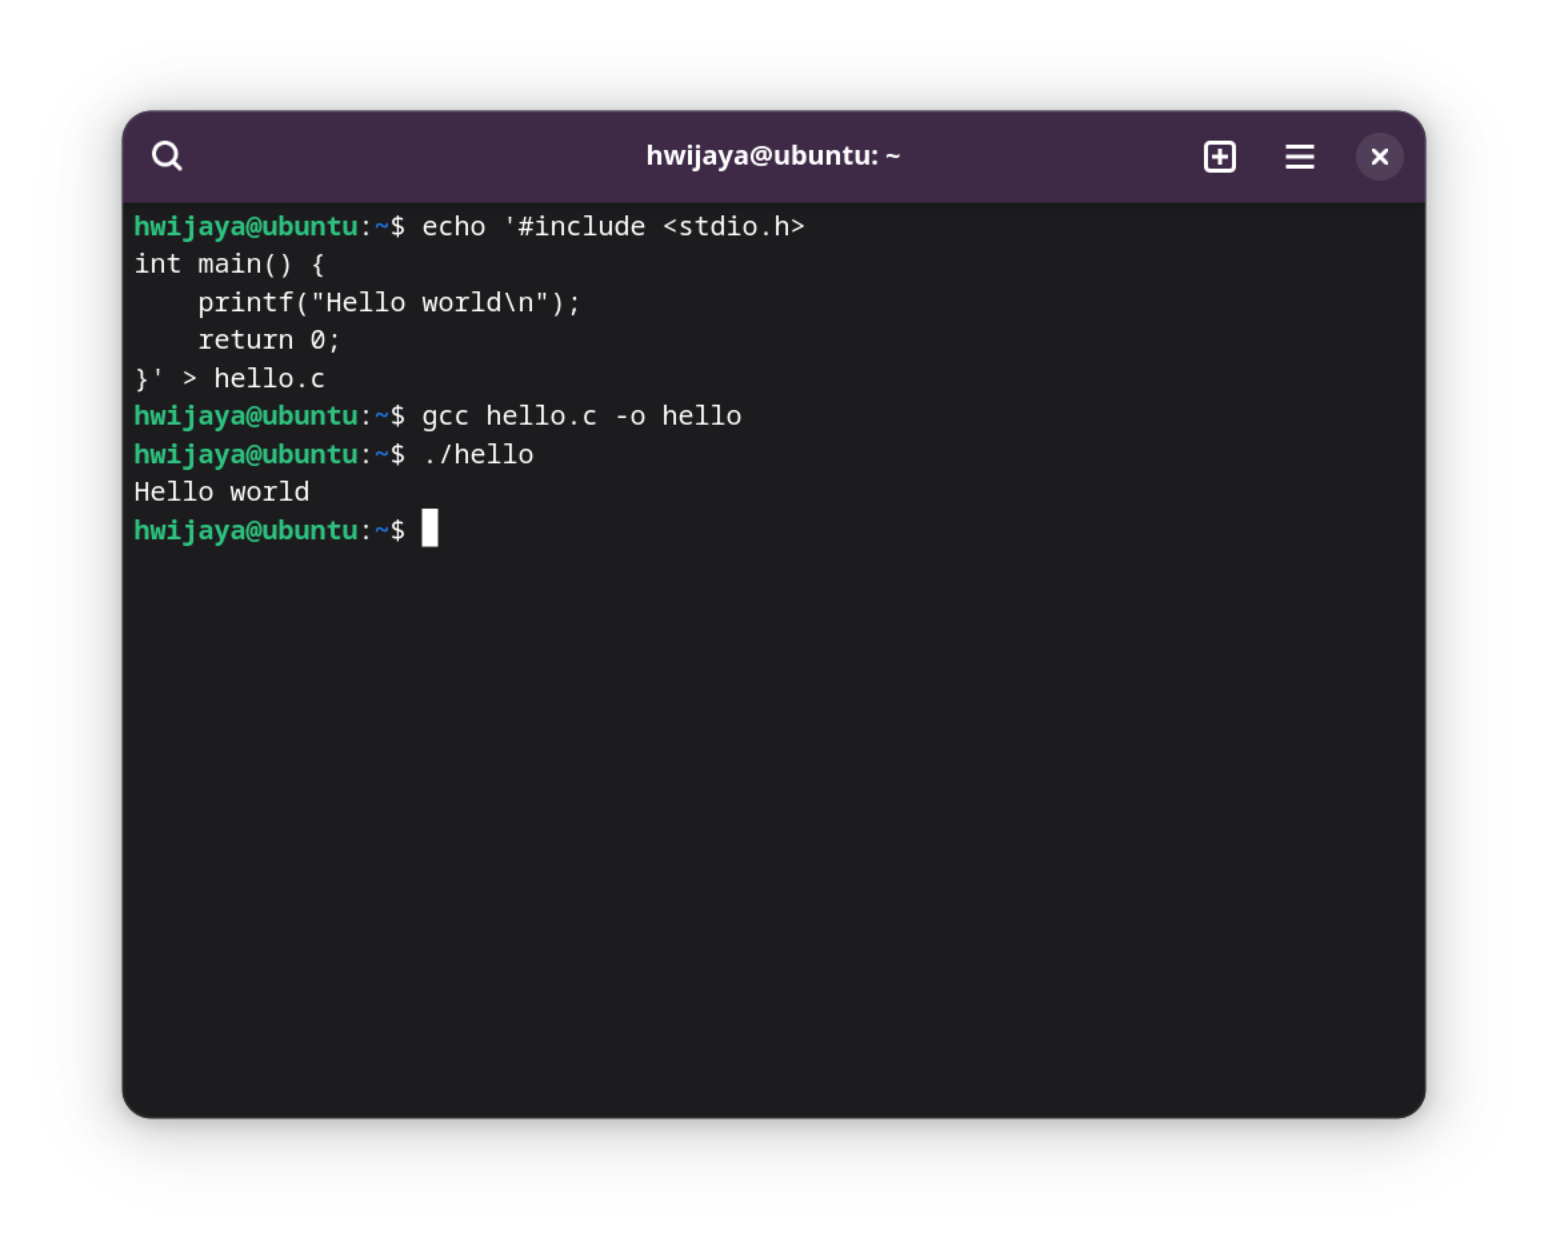 hwijaya@ubuntu: ~
hwijaya@ubuntu:~$ echo '#include <stdio.h>
int main() {
    printf("Hello world\n");
    return 0;
}' > hello.c
hwijaya@ubuntu:~$ gcc hello.c -o hello
hwijaya@ubuntu:~$ ./hello
Hello world
hwijaya@ubuntu:~$